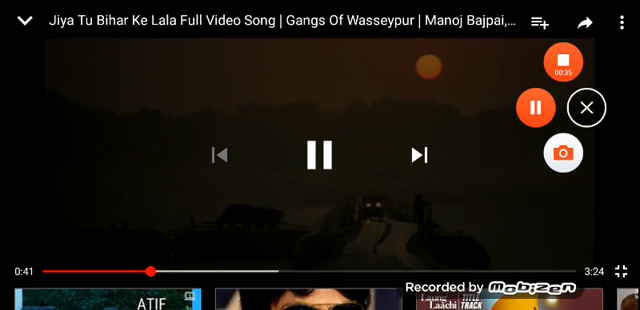 Jiya Tu Bihar Ke Lala Full Video Song | Gangs Of Wasseypur | Manoj Bajpai,...
00:35
0:41
3:24
Recorded by MOBIZEN
ATIF
TITLE
TRACK